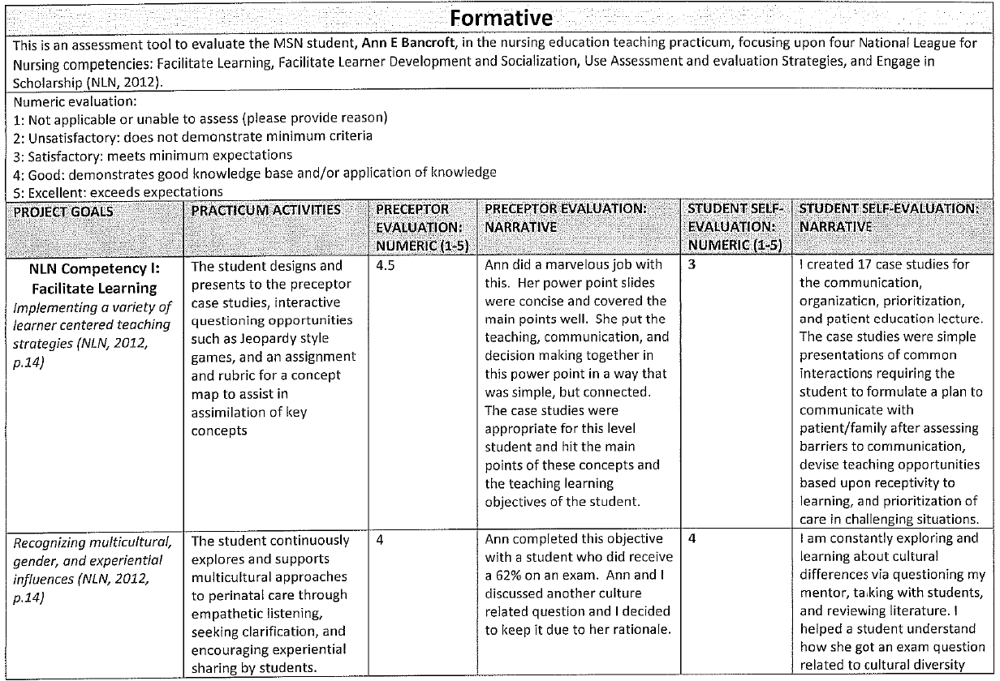 Formative
This is an assessment tool to evaluate the MSN student, Ann E Bancroft, in the nursing education teaching practicum, focusing upon four National League for
Nursing competencies: Facilitate Learning, Facilitate Learner Development and Socialization, Use Assessment and evaluation Strategies, and Engage in
Scholarship (NLN, 2012).
Numeric evaluation:
1: Not applicable or unable to assess (please provide reason)
2: Unsatisfactory: does not demonstrate minimum criteria
3: Satisfactory: meets minimum expectations
4: Good: demonstrates good knowledge base and/or application of knowledge
5: Excellent: exceeds expectations
PROJECT GOALS
PRACTICUM ACTIVITIES
PRECEPTOR
EVALUATION:
NUMERIC (1-5)
PRECEPTOR EVALUATION:
NARRATIVE
STUDENT SELF-
EVALUATION:
NUMERIC (1-5)
STUDENT SELF-EVALUATION:
NARRATIVE
NLN Competency I:
Facilitate Learning
Implementing a variety of
learner centered teaching
strategies (NLN, 2012,
p.14)
The student designs and
presents to the preceptor
case studies, interactive
questioning opportunities
such as Jeopardy style
games, and an assignment
and rubric for a concept
map to assist in
assimilation of key
concepts
4.5
Ann did a marvelous job with
this. Her power point slides
were concise and covered the
main points well. She put the
teaching, communication, and
decision making together in
this power point in a way that
was simple, but connected.
The case studies were
appropriate for this level
student and hit the main
points of these concepts and
the teaching learning
objectives of the student.
3
I created 17 case studies for
the communication,
organization, prioritization,
and patient education lecture.
The case studies were simple
presentations of common
interactions requiring the
student to formulate a plan to
communicate with
patient/family after assessing
barriers to communication,
devise teaching opportunities
based upon receptivity to
learning, and prioritization of
care in challenging situations.
Recognizing multicultural,
gender, and experiential
influences (NLN, 2012,
p.14)
The student continuously
explores and supports
multicultural approaches
to perinatal care through
empathetic listening,
seeking clarification, and
encouraging experiential
sharing by students.
4
Ann completed this objective
with a student who did receive
a 62% on an exam. Ann and I
discussed another culture
related question and I decided
to keep it due to her rationale.
4
I am constantly exploring and
learning about cultural
differences via questioning my
mentor, talking with students,
and reviewing literature. I
helped a student understand
how she got an exam question
related to cultural diversity